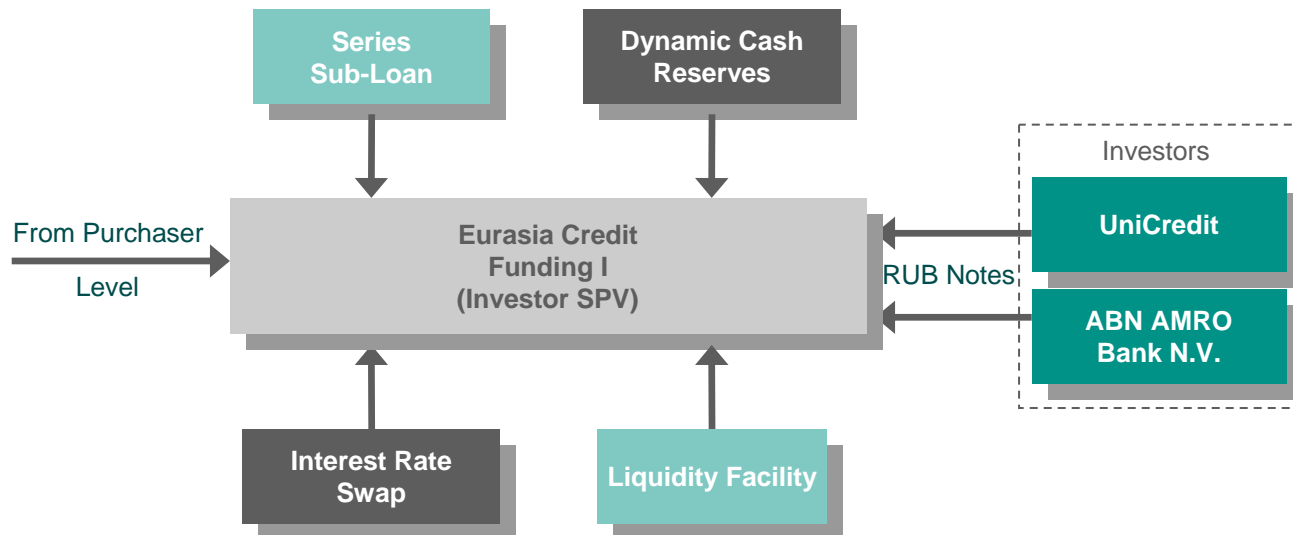 Series
Sub-Loan
Dynamic Cash
Reserves
Investors
UniCredit
From Purchaser
Level
Eurasia Credit
Funding I
(Investor SPV)
RUB Notes
ABN AMRO
Bank N.V.
Interest Rate
Swap
Liquidity Facility